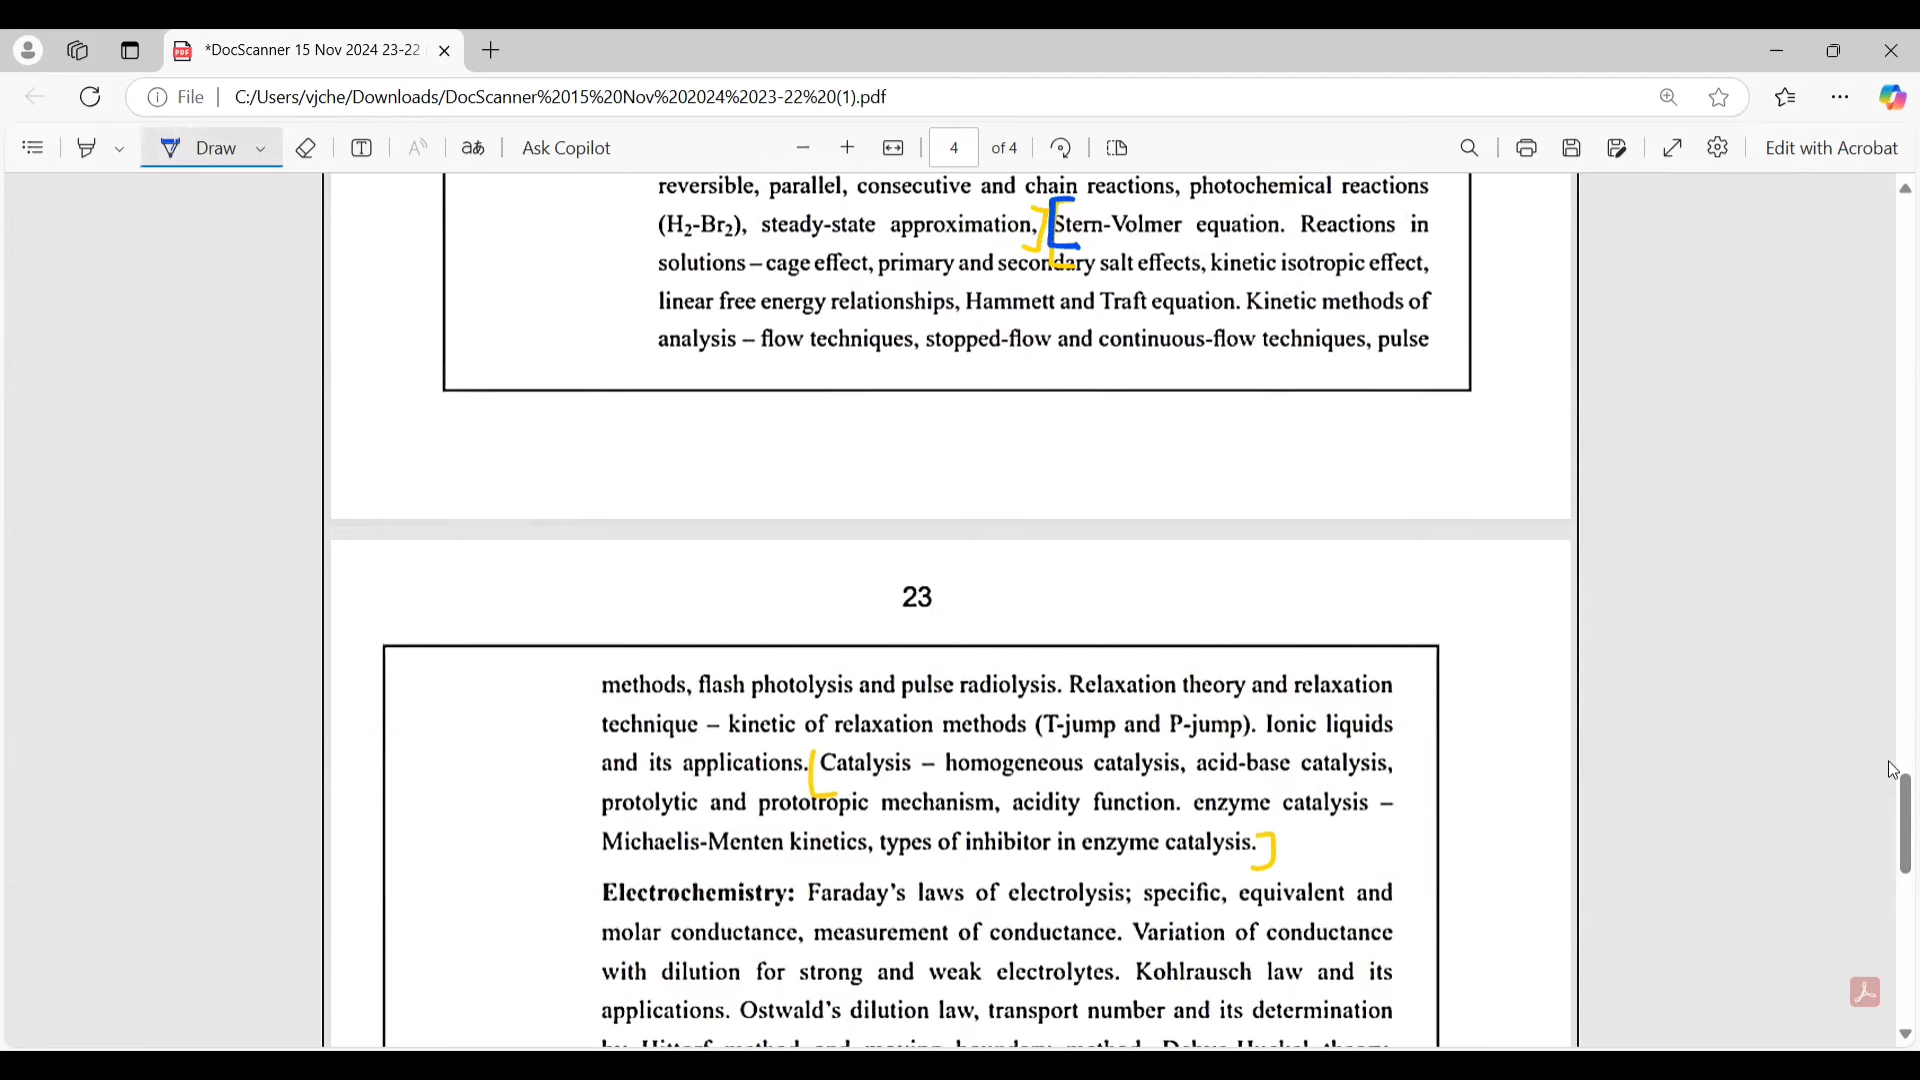 *DocScanner 15 Nov 2024 23-22
File
C:/Users/vjche/Downloads/DocScanner%2015%20Nov%202024%2023-22%20(1).pdf
Draw
Ask Copilot
4 of 4
Edit with Acrobat
reversible, parallel, consecutive and chain reactions, photochemical reactions
(H2-Br2), steady-state approximation, Stern-Volmer equation. Reactions in
solutions – cage effect, primary and secondary salt effects, kinetic isotropic effect,
linear free energy relationships, Hammett and Traft equation. Kinetic methods of
analysis – flow techniques, stopped-flow and continuous-flow techniques, pulse
23
methods, flash photolysis and pulse radiolysis. Relaxation theory and relaxation
technique – kinetic of relaxation methods (T-jump and P-jump). Ionic liquids
and its applications. Catalysis – homogeneous catalysis, acid-base catalysis,
protolytic and prototropic mechanism, acidity function. enzyme catalysis –
Michaelis-Menten kinetics, types of inhibitor in enzyme catalysis.
Electrochemistry: Faraday's laws of electrolysis; specific, equivalent and
molar conductance, measurement of conductance. Variation of conductance
with dilution for strong and weak electrolytes. Kohlrausch law and its
applications. Ostwald's dilution law, transport number and its determination